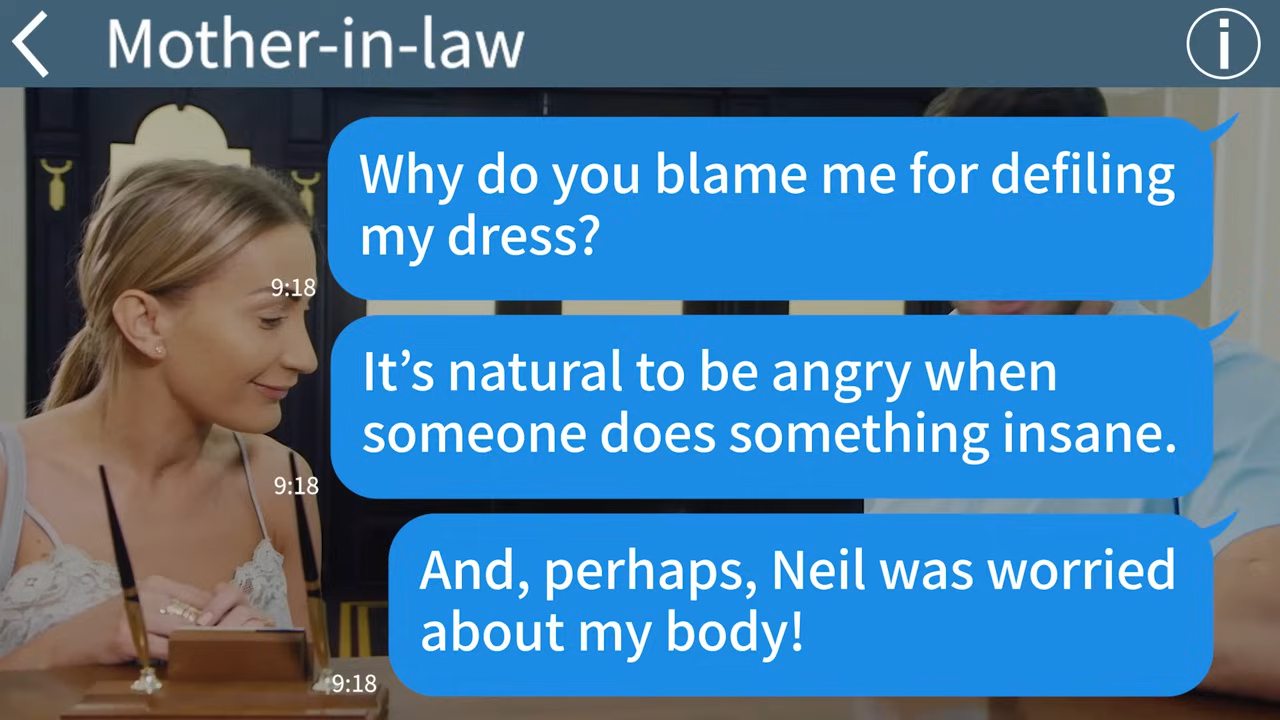 Mother-in-law
Why do you blame me for defiling
my dress?
9:18
It’s natural to be angry when
someone does something insane.
9:18
And, perhaps, Neil was worried
about my body!
9:18